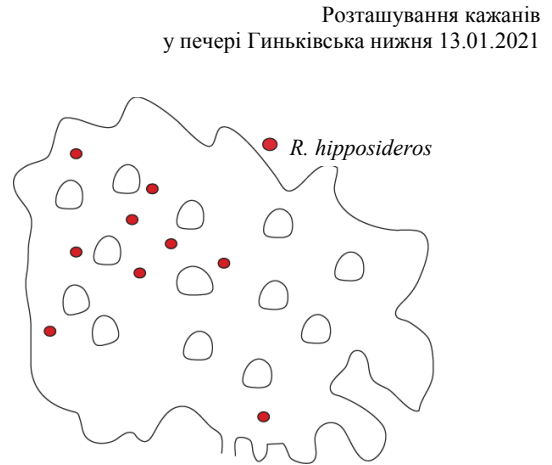 Розташування кажанів
у печері Гиньківська нижня 13.01.2021
R. hipposideros